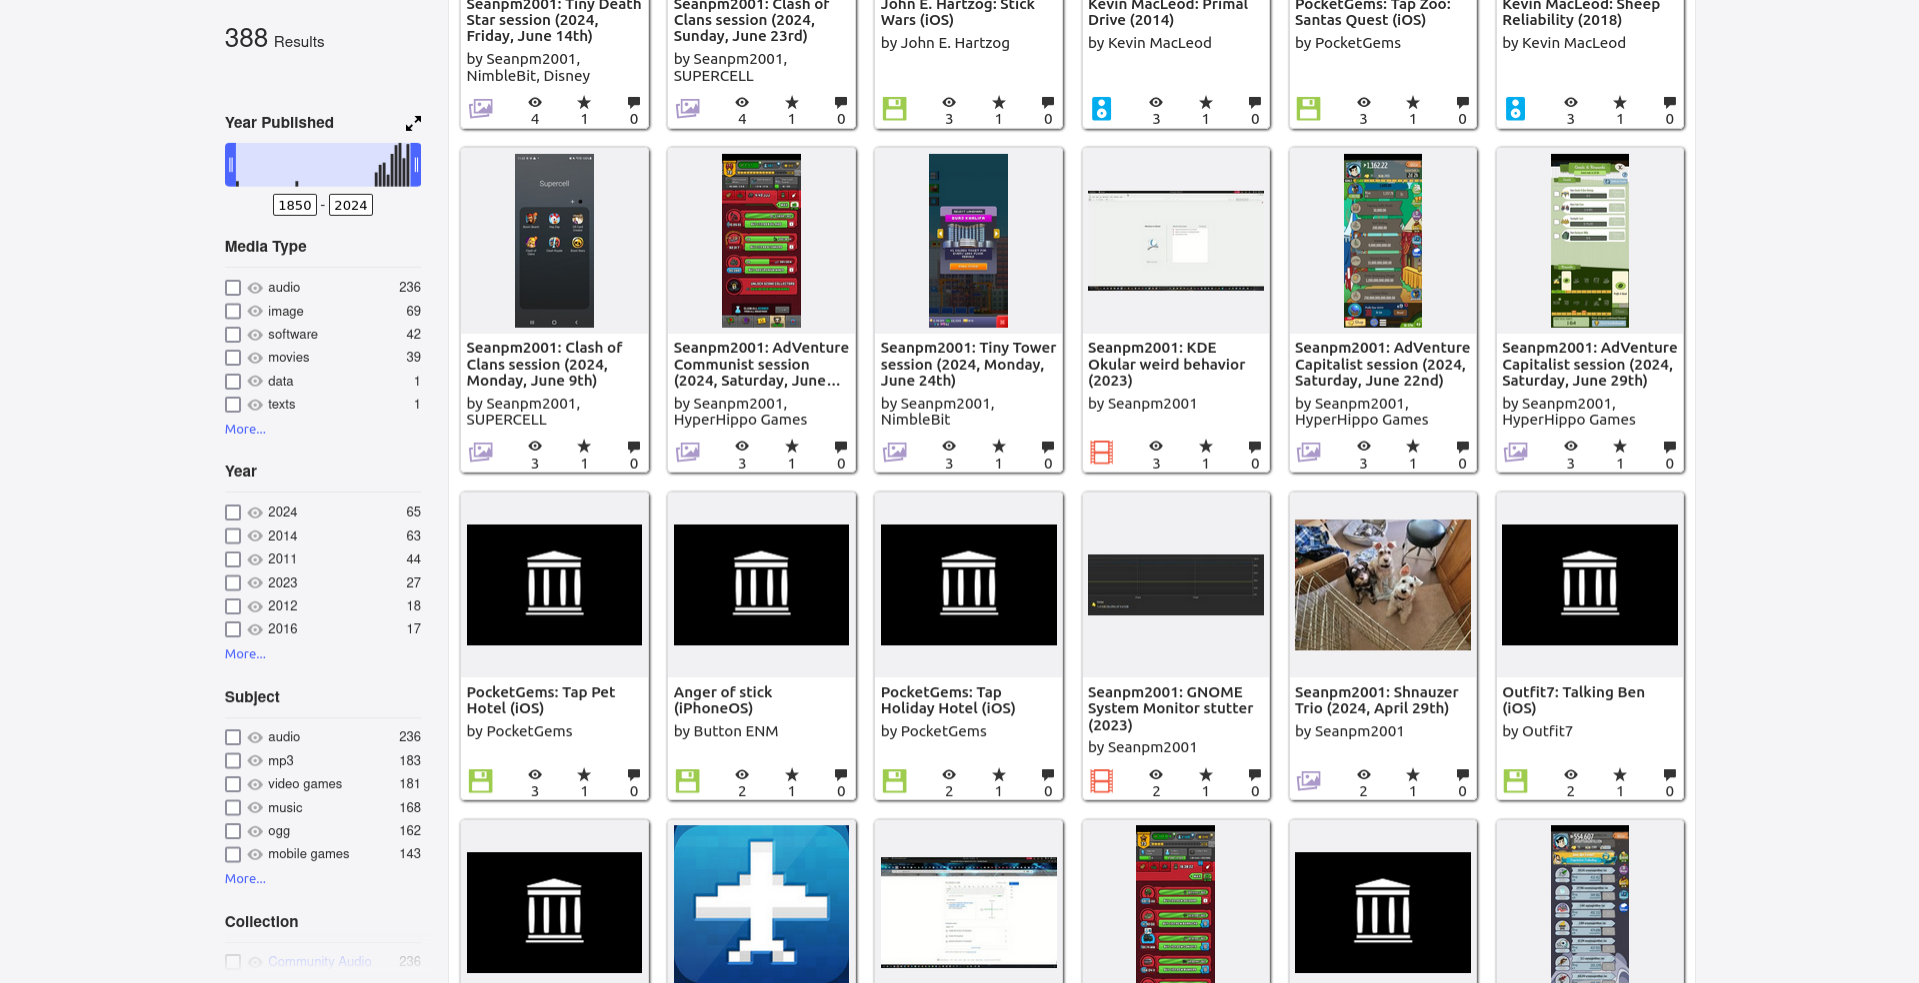 388 Results
Year Published
1850 - 2024
Media Type
audio 236
image 69
software 42
movies 39
data 1
texts 1
More...
Year
2024 65
2014 63
2011 44
2023 27
2012 18
2016 17
More...
Subject
audio 236
mp3 183
video games 181
music 168
ogg 162
mobile games 143
More...
Collection
Community Audio 236
Seanpm2001: Tiny Death
Star session (2024,
Friday, June 14th)
by Seanpm2001,
NimbleBit, Disney
4 1 0
Seanpm2001: Clash of
Clans session (2024,
Sunday, June 23rd)
by Seanpm2001,
SUPERCELL
4 1 0
John E. Hartzog: Stick
Wars (iOS)
by John E. Hartzog
3 1 0
Kevin MacLeod: Primal
Drive (2014)
by Kevin MacLeod
3 1 0
PocketGems: Tap Zoo:
Santas Quest (iOS)
by PocketGems
3 1 0
Kevin MacLeod: Sheep
Reliability (2018)
by Kevin MacLeod
3 1 0
Supercell
Seanpm2001: Clash of
Clans session (2024,
Monday, June 9th)
by Seanpm2001,
SUPERCELL
3 1 0
Seanpm2001: AdVenture
Communist session
(2024, Saturday, June...
by Seanpm2001,
HyperHippo Games
3 1 0
Seanpm2001: Tiny Tower
session (2024, Monday,
June 24th)
by Seanpm2001,
NimbleBit
3 1 0
Seanpm2001: KDE
Okular weird behavior
(2023)
by Seanpm2001
3 1 0
1,162.22
Seanpm2001: AdVenture
Capitalist session (2024,
Saturday, June 22nd)
by Seanpm2001,
HyperHippo Games
3 1 0
Seanpm2001: AdVenture
Capitalist session (2024,
Saturday, June 29th)
by Seanpm2001,
HyperHippo Games
3 1 0
PocketGems: Tap Pet
Hotel (iOS)
by PocketGems
3 1 0
Anger of stick
(iPhoneOS)
by Button ENM
2 1 0
PocketGems: Tap
Holiday Hotel (iOS)
by PocketGems
2 1 0
Seanpm2001: GNOME
System Monitor stutter
(2023)
by Seanpm2001
2 1 0
Seanpm2001: Shnauzer
Trio (2024, April 29th)
by Seanpm2001
2 1 0
Outfit7: Talking Ben
(iOS)
by Outfit7
2 1 0
554.607